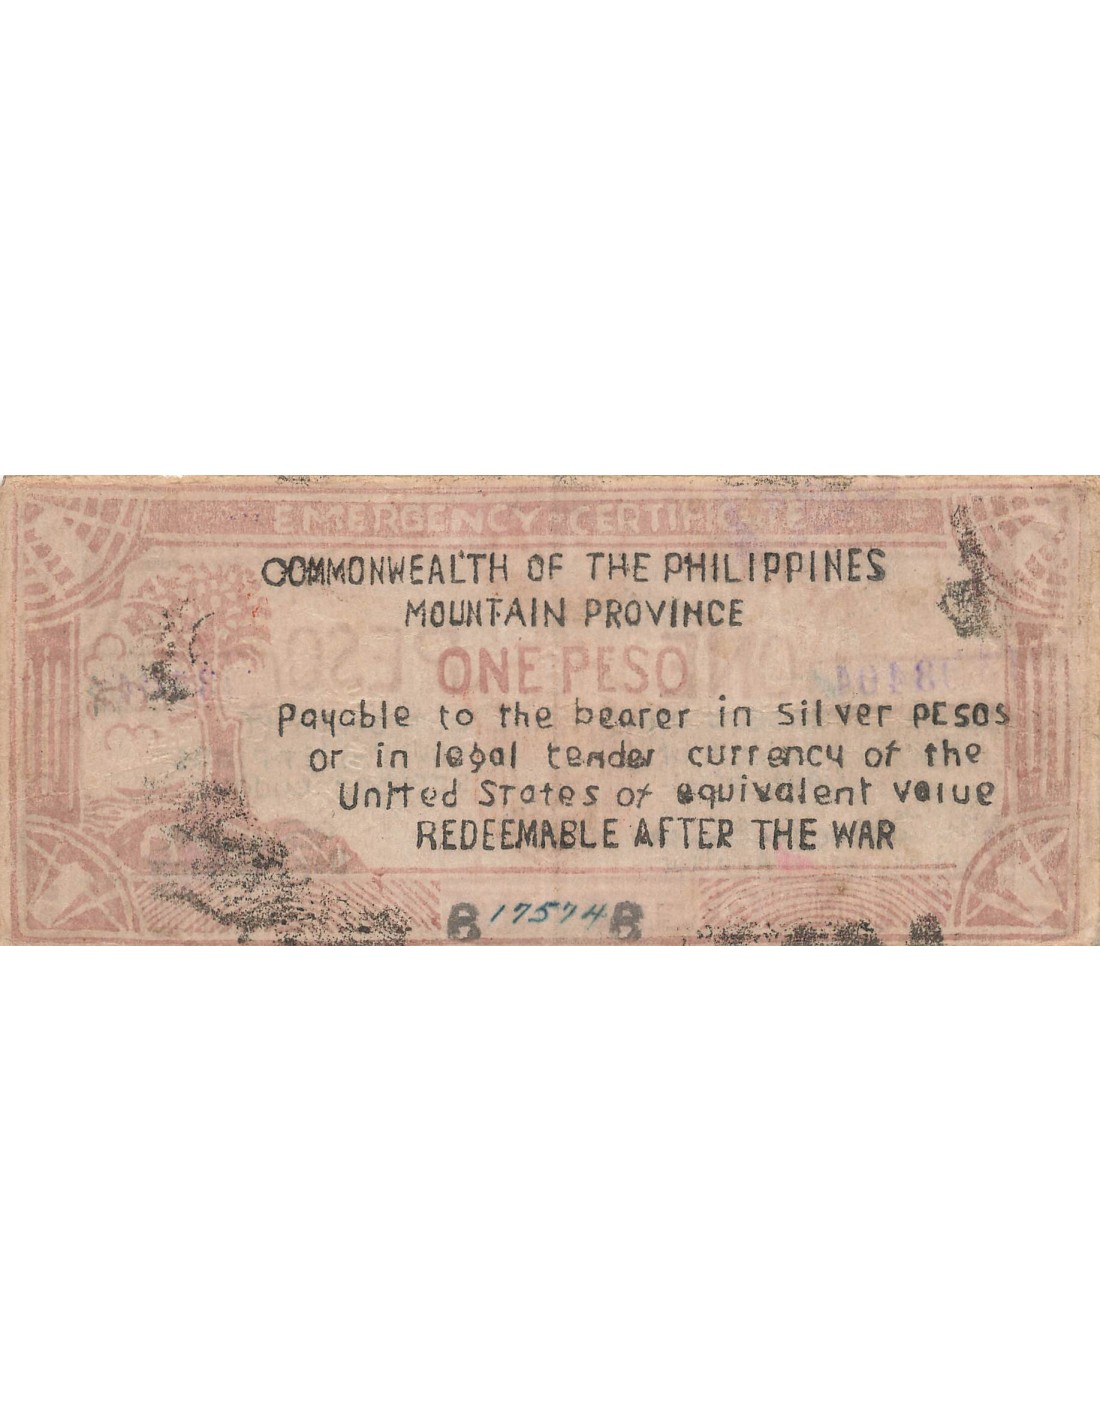 EMERGENCY CERTIFICATE
COMMONWEALTH OF THE PHILIPPINES
MOUNTAIN PROVINCE
ONE PESO
Payable to the bearer in silver PESOS
or in legal tender currency of the
United States of equivalent value
REDEEMABLE AFTER THE WAR
B 17574 B